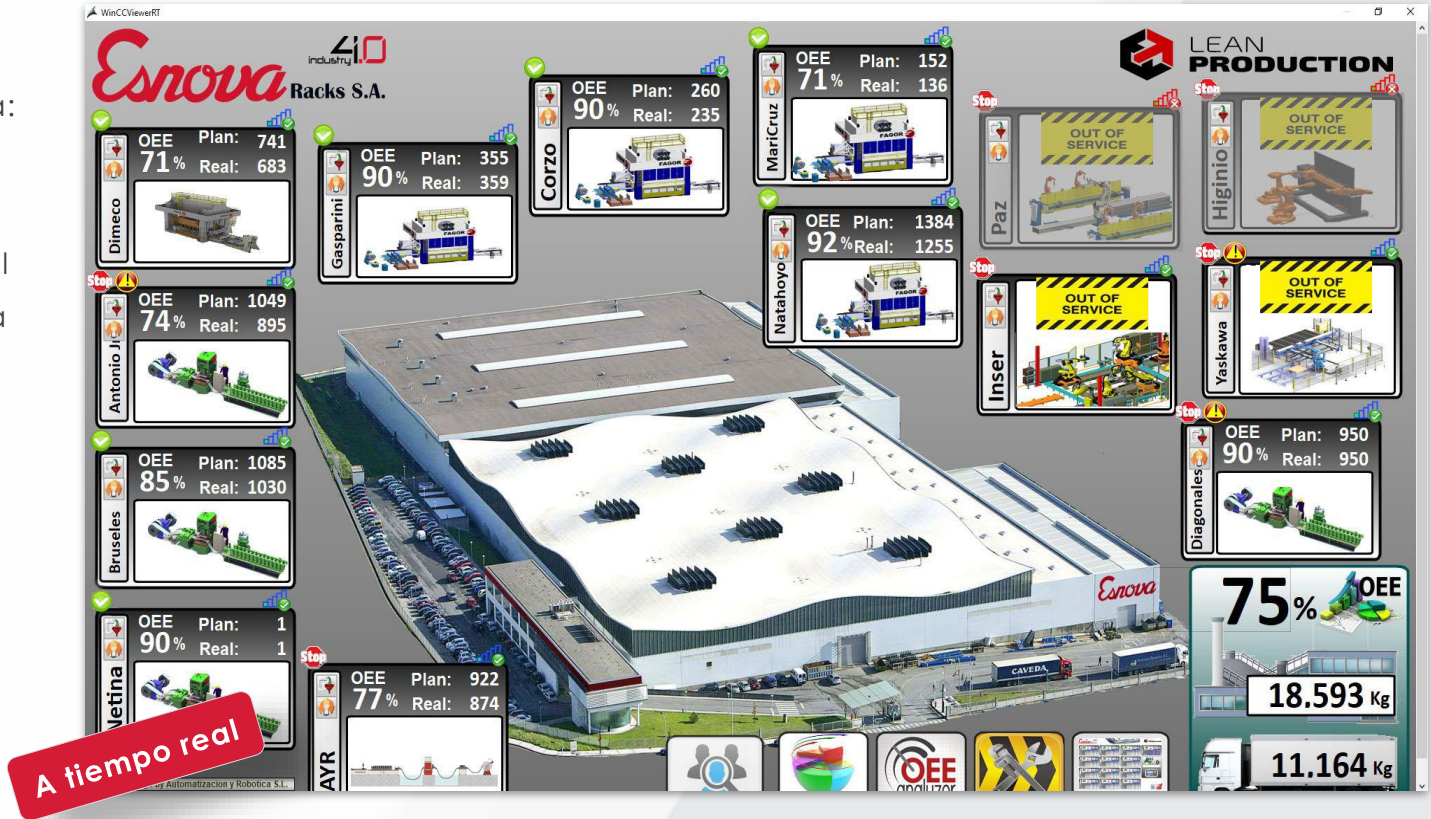 WinCCViewerRT
Esnova Racks S.A.
industry 4.0
LEAN
PRODUCTION
Dimeco
OEE Plan: 741
71% Real: 683
Gasparini
OEE Plan: 355
90% Real: 359
Corzo
OEE Plan: 260
90% Real: 235
FAGOR
MariCruz
OEE Plan: 152
71% Real: 136
FAGOR
Natahoyo
OEE Plan: 1384
92% Real: 1255
FAGOR
Stop
Paz
OUT OF
SERVICE
Stop
Higinio
OUT OF
SERVICE
Stop
Inser
OUT OF
SERVICE
Stop
Yaskawa
OUT OF
SERVICE
Stop
Antonio J
OEE Plan: 1049
74% Real: 895
Bruseles
OEE Plan: 1085
85% Real: 1030
Stop
Diagonales
OEE Plan: 950
90% Real: 950
etina
OEE Plan: 1
90% Real: 1
Stop
AYR
OEE Plan: 922
77% Real: 874
Esnova
CAVEDA
75% OEE
18.593 Kg
11.164 Kg
OEE
analyzer
A tiempo real
by Automatizacion y Robotica S.L.
a:
l
a